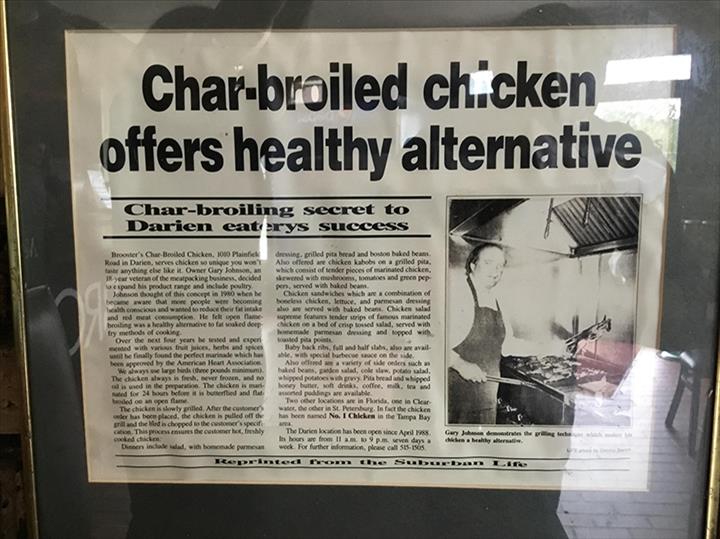 Char-broiled chicken
offers healthy alternative
Char-broiling secret to
Darien eaterys success
Brooster's Char-Broiled Chicken, 1010 Plainfield
Road in Darien, serves chicken so unique you won't
taste anything else like it. Owner Gary Johnson, an
18-year veteran of the meatpacking business, decided
to expand his product range and include poultry.
Johnson thought of this concept in 1980 when he
became aware that more people were becoming
health conscious and wanted to reduce their fat intake
and red meat consumption. He felt open flame-
broiling was a healthy alternative to fat soaked deep-
fry methods of cooking.
Over the next four years he tested and experi-
mented with various fruit juices, herbs and spices
until he finally found the perfect marinade which has
been approved by the American Heart Association.
We always use large birds (three pounds minimum).
The chicken always is fresh, never frozen, and no
oil is used in the preparation. The chicken is mari-
nated for 24 hours before it is butterflied and flat-
broiled on an open flame.
The chicken is slowly grilled. After the customer's
order has been placed, the chicken is pulled off the
grill and the bird is chopped to the customer's specifi-
cation. This process ensures the customer hot, freshly
cooked chicken.
Dinners include salad, with homemade parmesan
dressing, grilled pita bread and boston baked beans.
Also offered are chicken kabobs on a grilled pita,
which consist of tender pieces of marinated chicken,
skewered with mushrooms, tomatoes and green pep-
pers, served with baked beans.
Chicken sandwiches which are a combination of
boneless chicken, lettuce, and parmesan dressing
also are served with baked beans. Chicken salad
supreme features tender strips of famous marinated
chicken on a bed of crisp tossed salad, served with
homemade parmesan dressing and topped with
toasted pita points.
Baby back ribs, full and half slabs, also are avail-
able, with special barbecue sauce on the side.
Also offered are a variety of side orders such as
baked beans, garden salad, cole slaw, potato salad,
whipped potatoes with gravy. Pita bread and whipped
honey butter, soft drinks, coffee, milk, tea and
assorted puddings are available.
Two other locations are in Florida, one in Clear-
water, the other in St. Petersburg. In fact the chicken
has been named No. 1 Chicken in the Tampa Bay
area.
The Darien location has been open since April 1988.
Its hours are from 11 a.m. to 9 p.m. seven days a
week. For further information, please call 515-1505.
Gary Johnson demonstrates the grilling technique which makes his
chicken a healthy alternative.
Reprinted from the Suburban Life